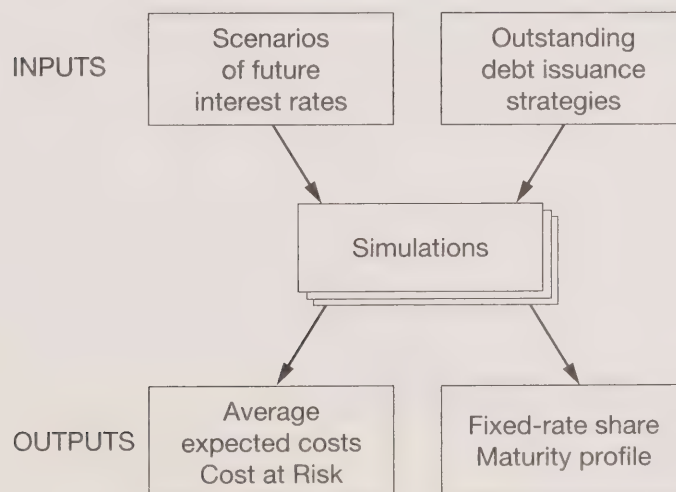 INPUTS
Scenarios
of future
interest rates
Outstanding
debt issuance
strategies
Simulations
OUTPUTS
Average
expected costs
Cost at Risk
Fixed-rate share
Maturity profile